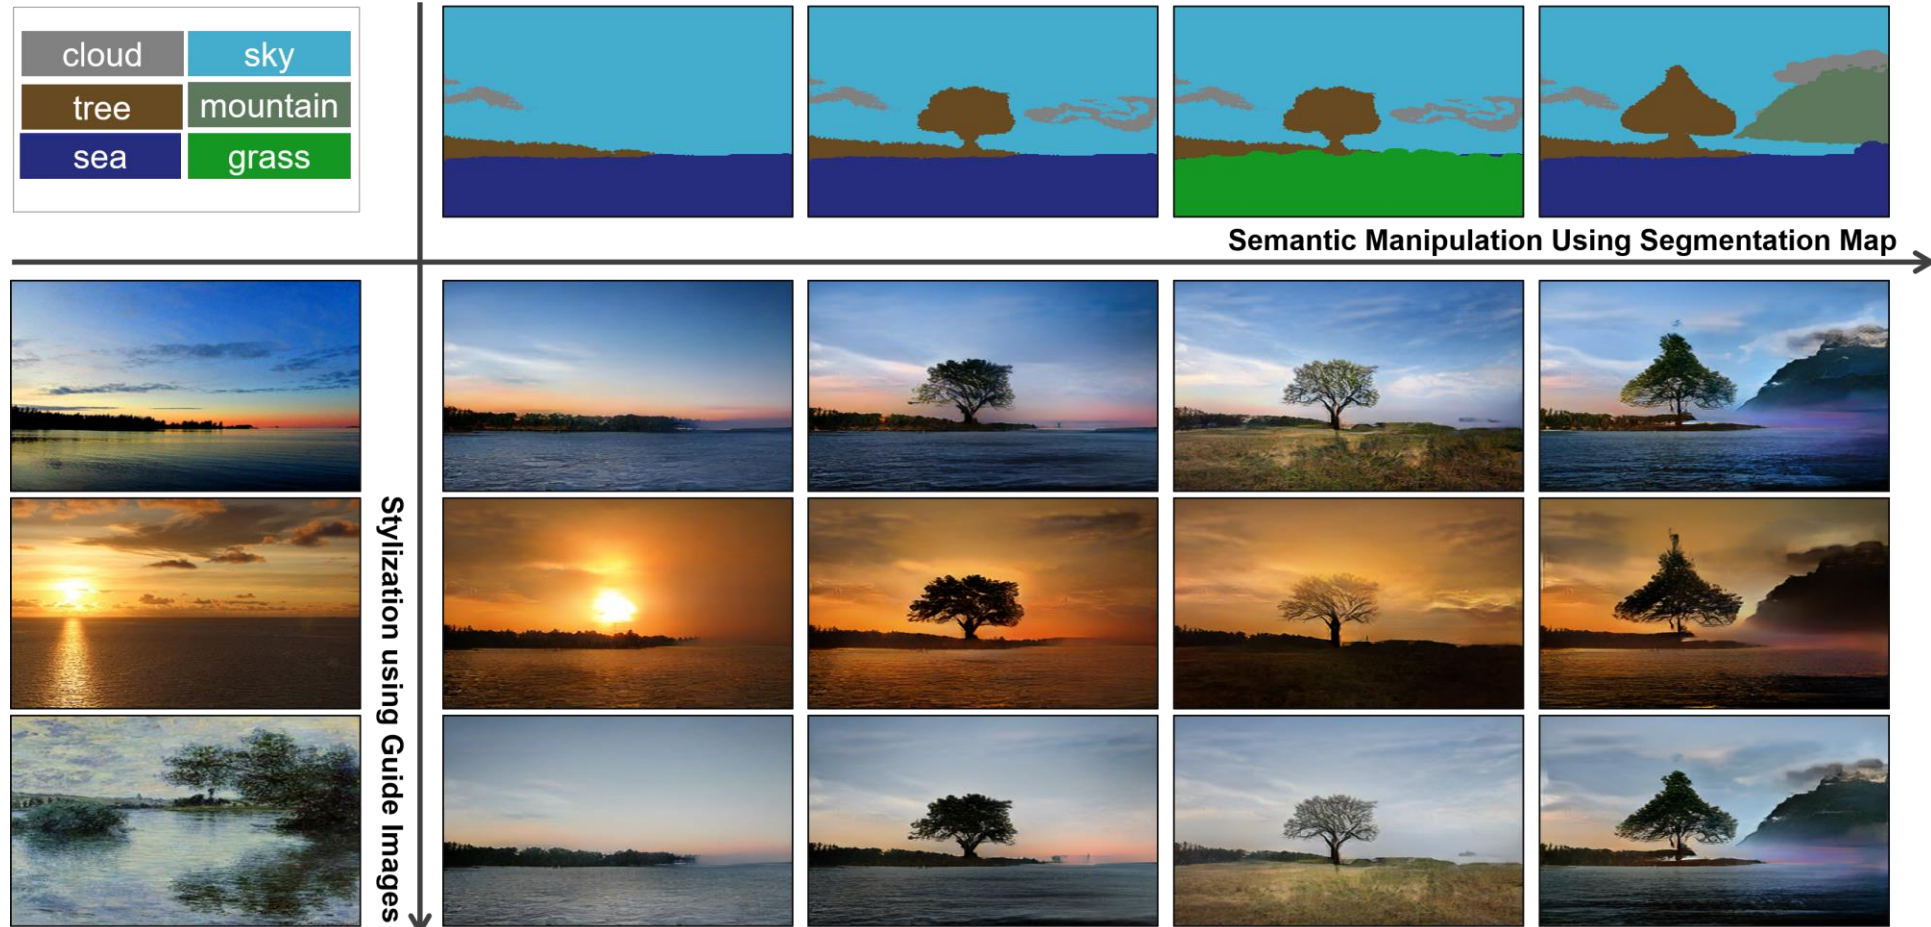 cloud
sky
tree
mountain
sea
grass
Semantic Manipulation Using Segmentation Map
Stylization using Guide Images